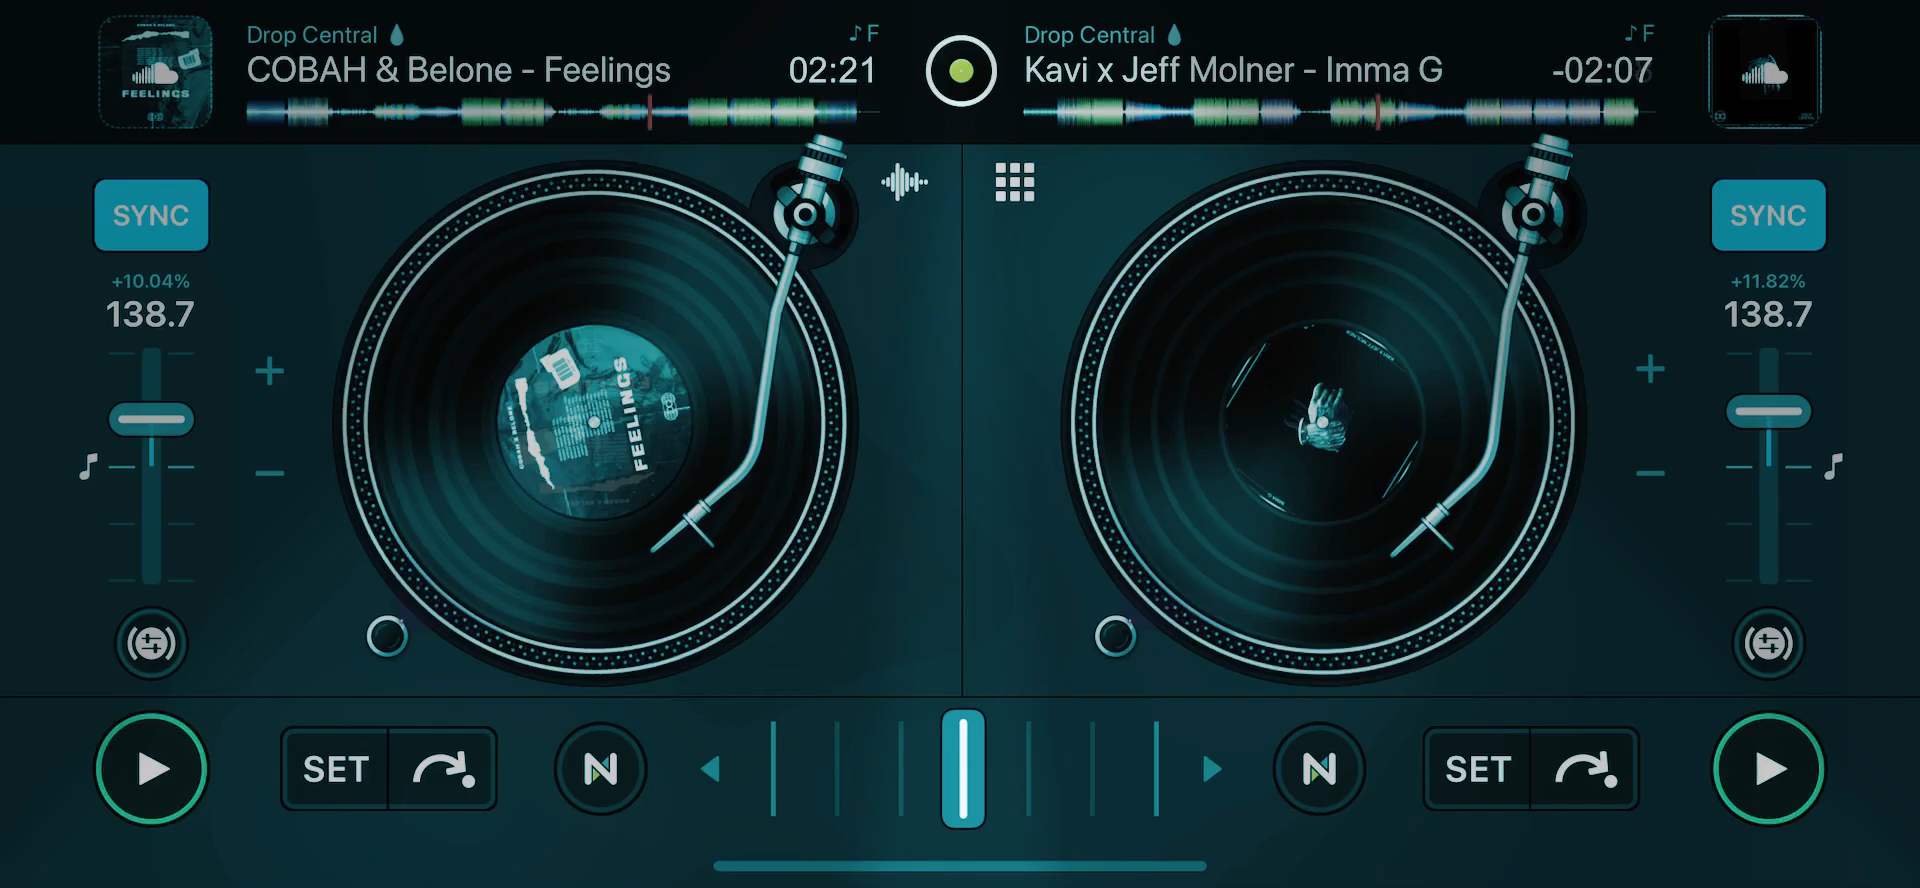 Drop Central
COBAH & Belone - Feelings
F
02:21
Drop Central
Kavi x Jeff Molner - Imma G
F
-02:07
FEELINGS
SYNC
+10.04%
138.7
FEELINGS
SYNC
+11.82%
138.7
SET
N
N
SET